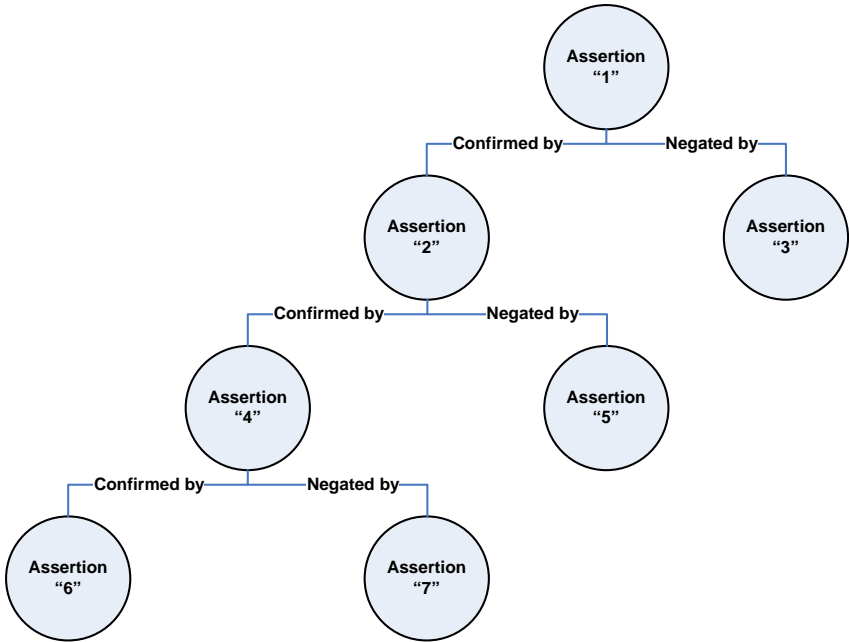 Assertion
“1”
Confirmed by
Negated by
Assertion
“2”
Assertion
“3”
Confirmed by
Negated by
Assertion
“4”
Assertion
“5”
Confirmed by
Negated by
Assertion
“6”
Assertion
“7”